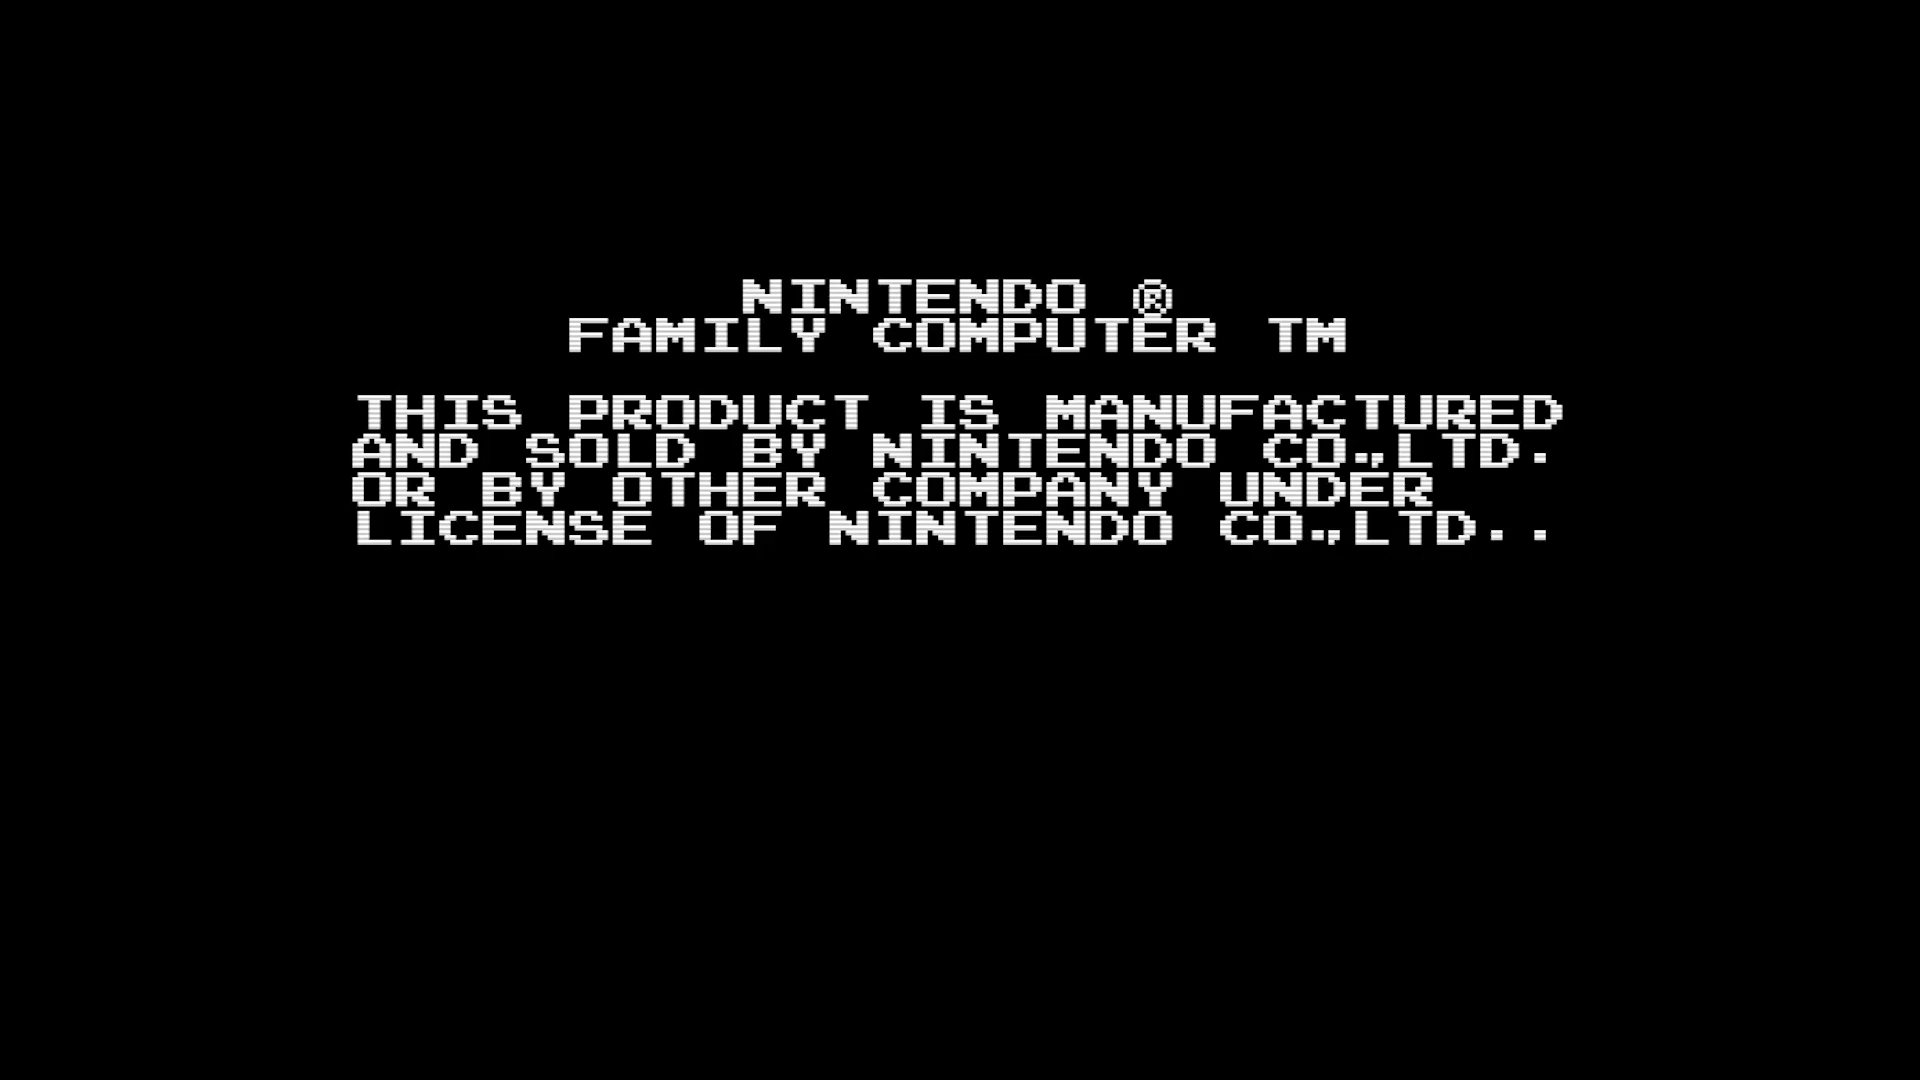 NINTENDO ®
FAMILY COMPUTER TM
THIS PRODUCT IS MANUFACTURED
AND SOLD BY NINTENDO CO.,LTD.
OR BY OTHER COMPANY UNDER
LICENSE OF NINTENDO CO.,LTD..